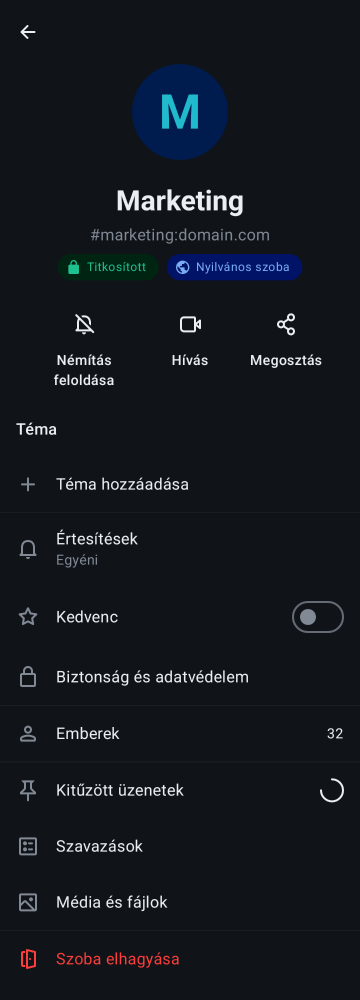 M
Marketing
#marketing:domain.com
Titkosított
Nyilvános szoba
Némítás
feloldása
Hívás
Megosztás
Téma
Téma hozzáadása
Értesítések
Egyéni
Kedvenc
Biztonság és adatvédelem
Emberek 32
Kitűzött üzenetek
Szavazások
Média és fájlok
Szoba elhagyása